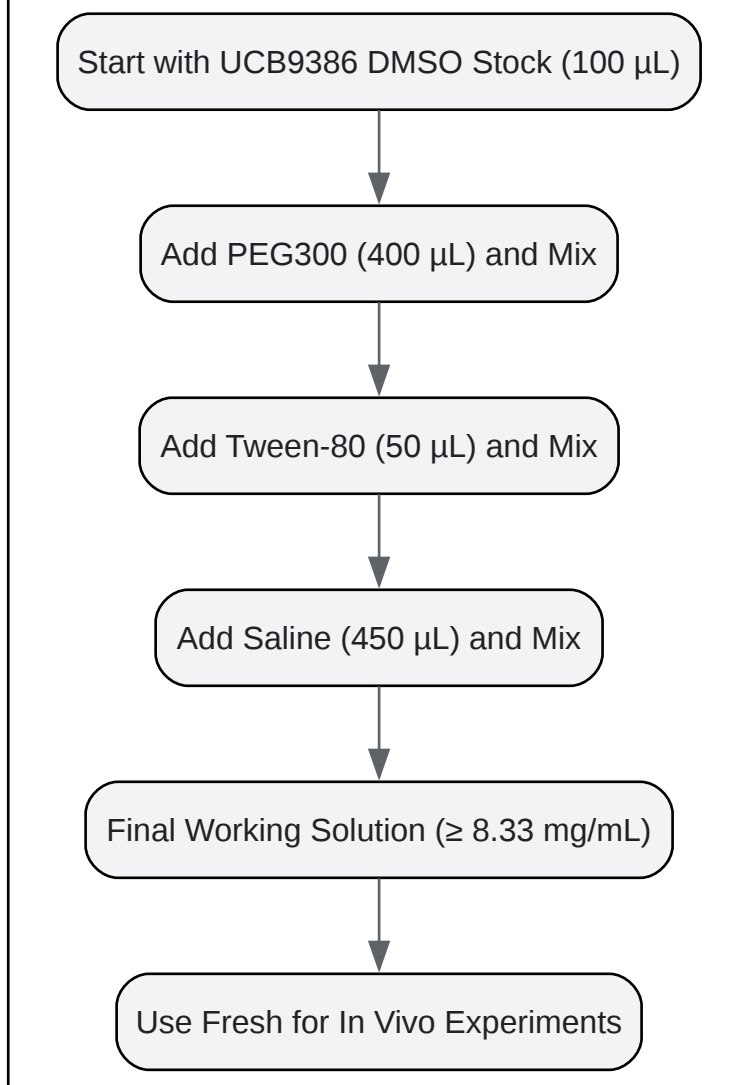 Start with UCB9386 DMSO Stock (100 µL)
Add PEG300 (400 µL) and Mix
Add Tween-80 (50 µL) and Mix
Add Saline (450 µL) and Mix
Final Working Solution (≥ 8.33 mg/mL)
Use Fresh for In Vivo Experiments